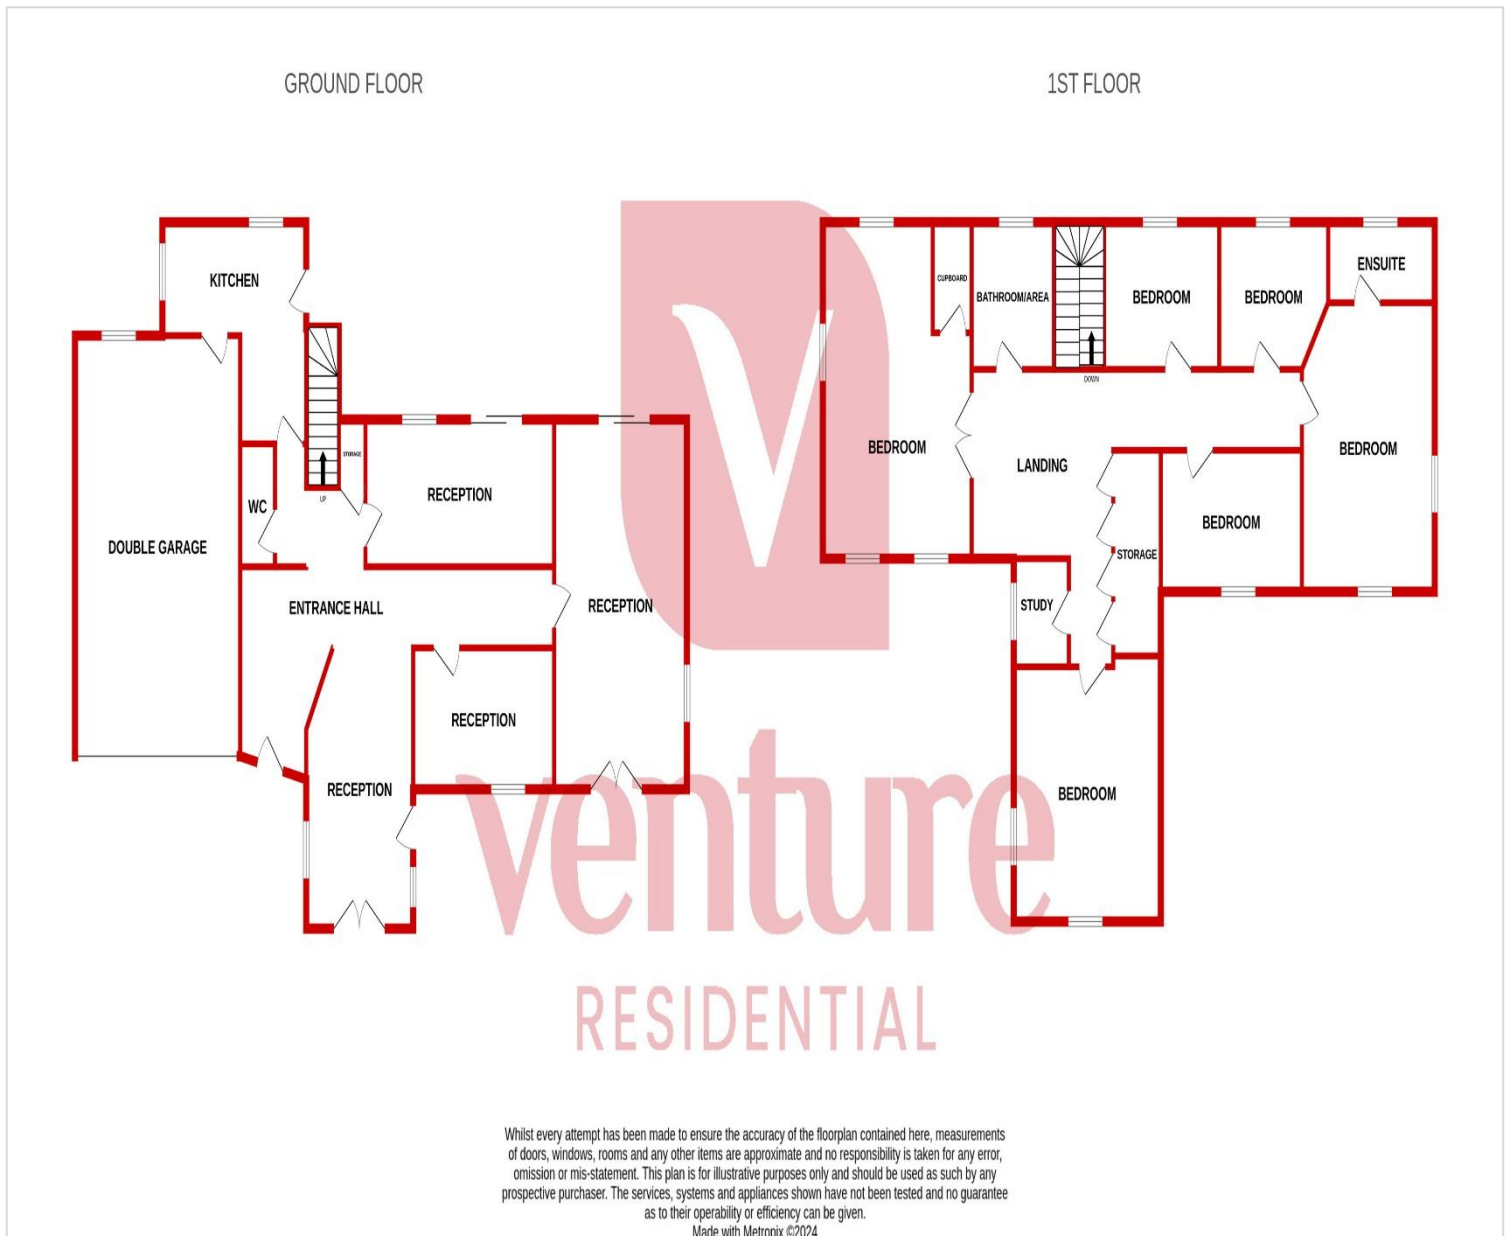 GROUND FLOOR
1ST FLOOR
KITCHEN
STORAGE
RECEPTION
WC
UP
DOUBLE GARAGE
ENTRANCE HALL
RECEPTION
RECEPTION
RECEPTION
CUPBOARD
BATHROOM/AREA
BEDROOM
BEDROOM
ENSUITE
DOWN
BEDROOM
LANDING
BEDROOM
BEDROOM
STORAGE
STUDY
BEDROOM
venture
RESIDENTIAL
Whilst every attempt has been made to ensure the accuracy of the floorplan contained here, measurements
of doors, windows, rooms and any other items are approximate and no responsibility is taken for any error,
omission or mis-statement. This plan is for illustrative purposes only and should be used as such by any
prospective purchaser. The services, systems and appliances shown have not been tested and no guarantee
as to their operability or efficiency can be given.
Made with Metropix ©2024